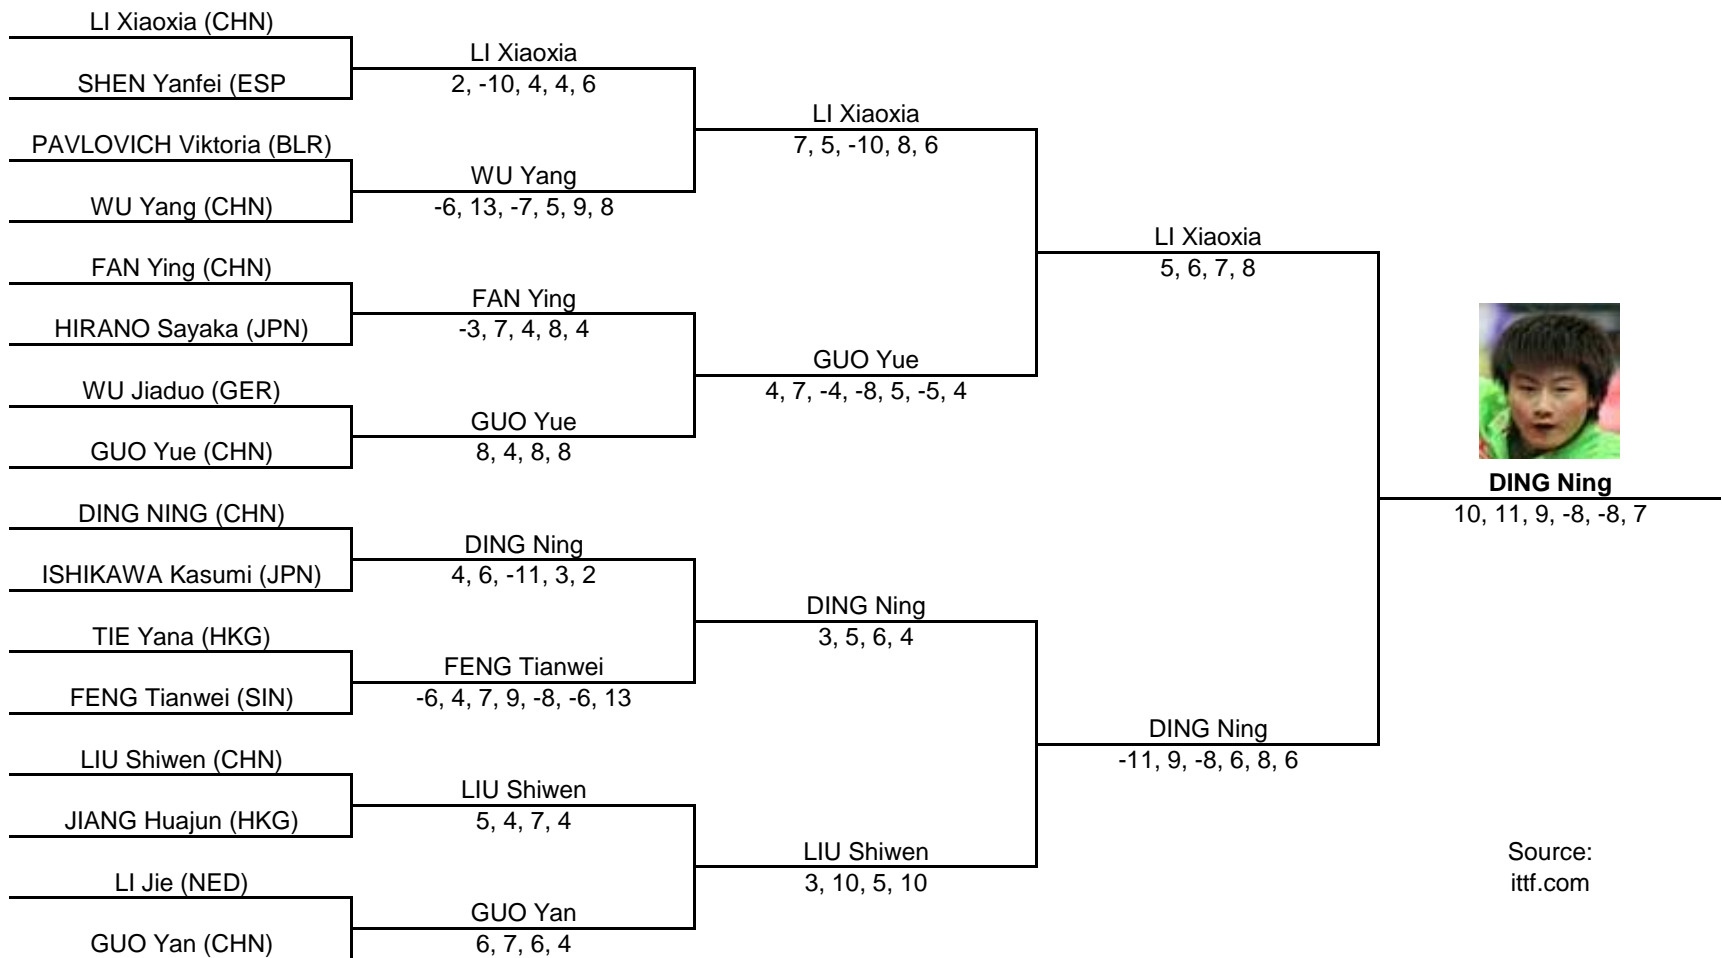 LI Xiaoxia (CHN)
SHEN Yanfei (ESP
PAVLOVICH Viktoria (BLR)
WU Yang (CHN)
FAN Ying (CHN)
HIRANO Sayaka (JPN)
WU Jiaduo (GER)
GUO Yue (CHN)
DING NING (CHN)
ISHIKAWA Kasumi (JPN)
TIE Yana (HKG)
FENG Tianwei (SIN)
LIU Shiwen (CHN)
JIANG Huajun (HKG)
LI Jie (NED)
GUO Yan (CHN)
LI Xiaoxia
2, -10, 4, 4, 6
WU Yang
-6, 13, -7, 5, 9, 8
FAN Ying
-3, 7, 4, 8, 4
GUO Yue
8, 4, 8, 8
DING Ning
4, 6, -11, 3, 2
FENG Tianwei
-6, 4, 7, 9, -8, -6, 13
LIU Shiwen
5, 4, 7, 4
GUO Yan
6, 7, 6, 4
LI Xiaoxia
7, 5, -10, 8, 6
GUO Yue
4, 7, -4, -8, 5, -5, 4
DING Ning
3, 5, 6, 4
LIU Shiwen
3, 10, 5, 10
LI Xiaoxia
5, 6, 7, 8
DING Ning
-11, 9, -8, 6, 8, 6
DING Ning
10, 11, 9, -8, -8, 7
Source:
ittf.com